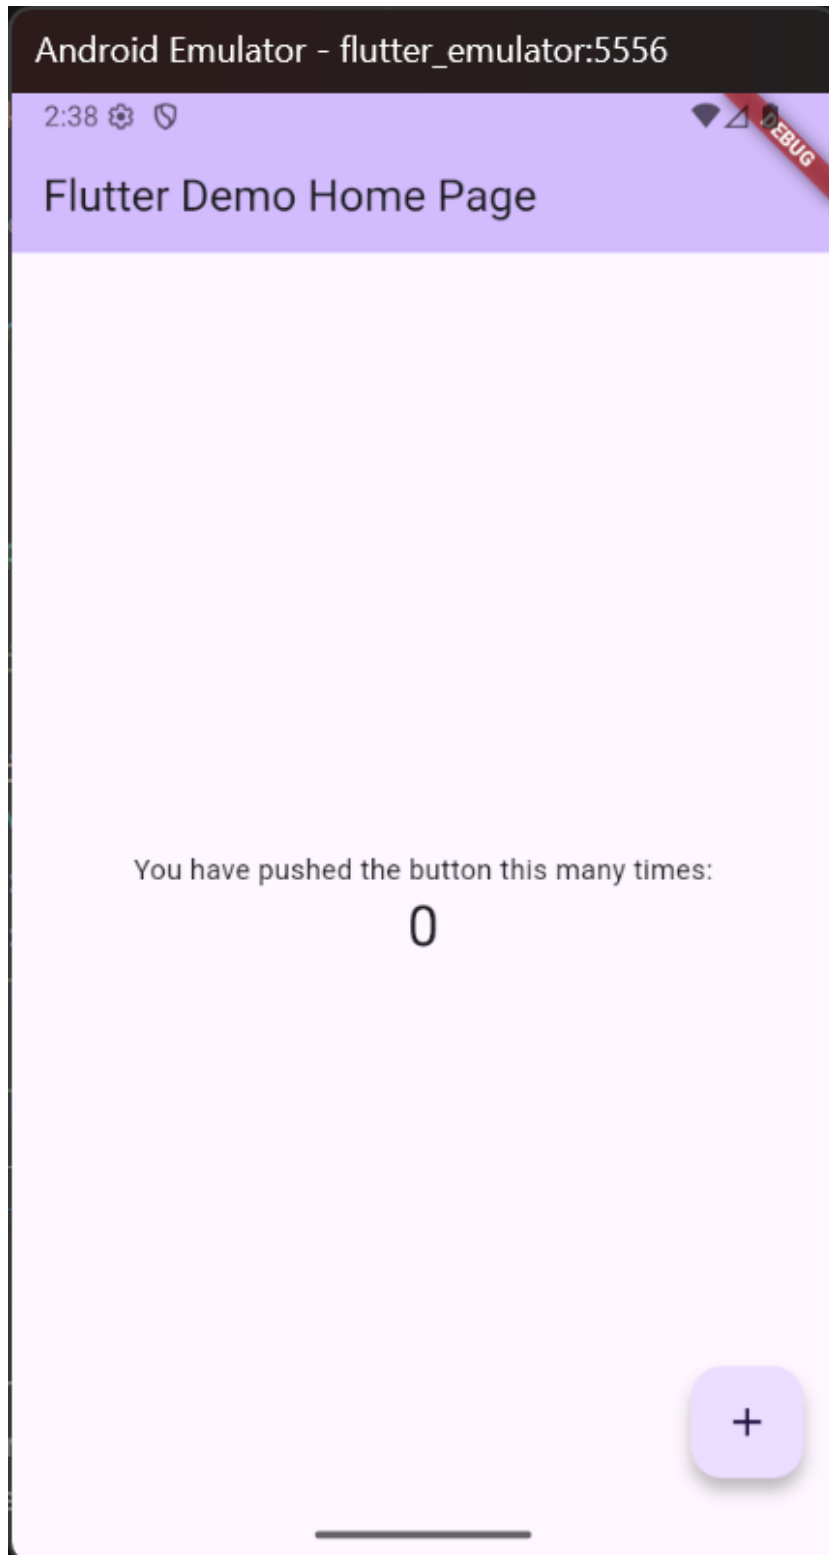 Android Emulator - flutter_emulator:5556
2:38
DEBUG
Flutter Demo Home Page
You have pushed the button this many times:
0
+